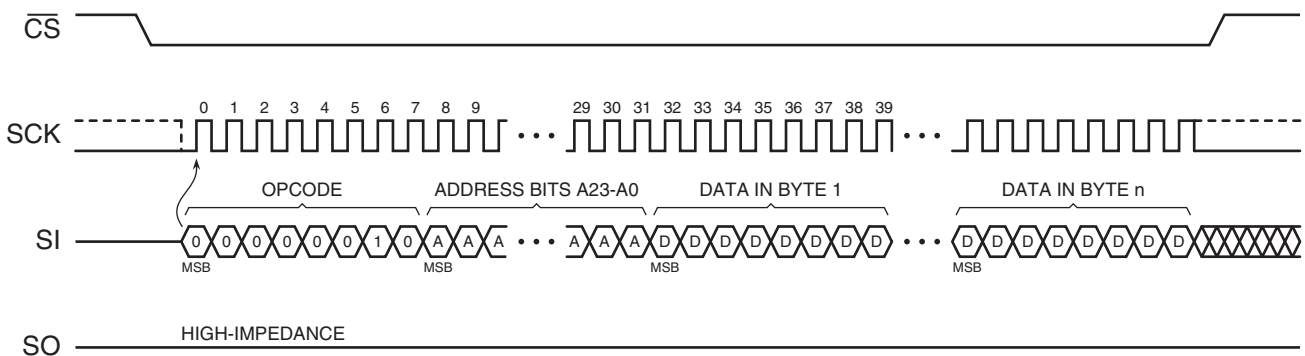 CS
0 1 2 3 4 5 6 7 8 9 29 30 31 32 33 34 35 36 37 38 39
SCK
OPCODE ADDRESS BITS A23-A0 DATA IN BYTE 1 DATA IN BYTE n
SI 0 0 0 0 0 0 1 0 A A A A A A D D D D D D D D D D D D D D D D
MSB MSB MSB MSB
HIGH-IMPEDANCE
SO